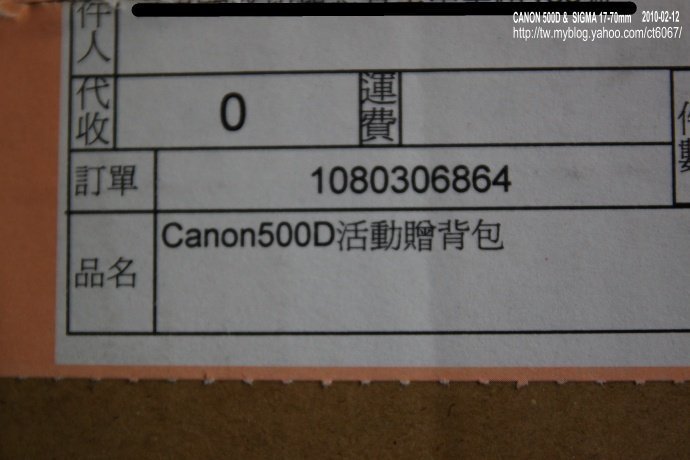 CANON 500D & SIGMA 17-70mm 2010-02-12
http://tw.myblog.yahoo.com/ct6067/
件人
代收 0 運費
件數
訂單 1080306864
品名 Canon500D活動贈背包